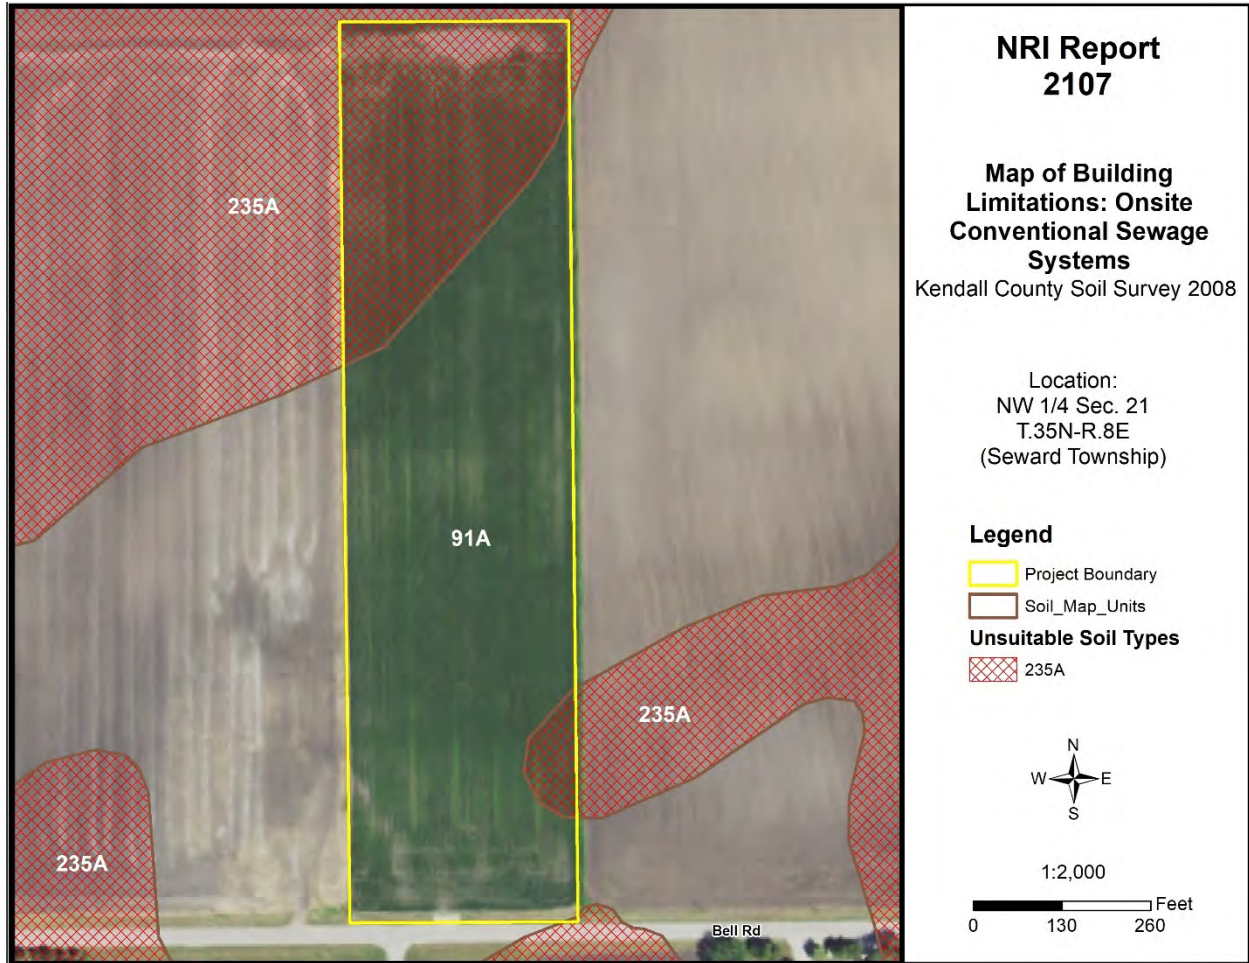 NRI Report
2107
Map of Building
Limitations: Onsite
Conventional Sewage
Systems
Kendall County Soil Survey 2008
Location:
NW 1/4 Sec. 21
T.35N-R.8E
(Seward Township)
Legend
Project Boundary
Soil_Map_Units
Unsuitable Soil Types
235A
N
W E
S
1:2,000
Feet
0 130 260
235A
91A
235A
235A
Bell Rd